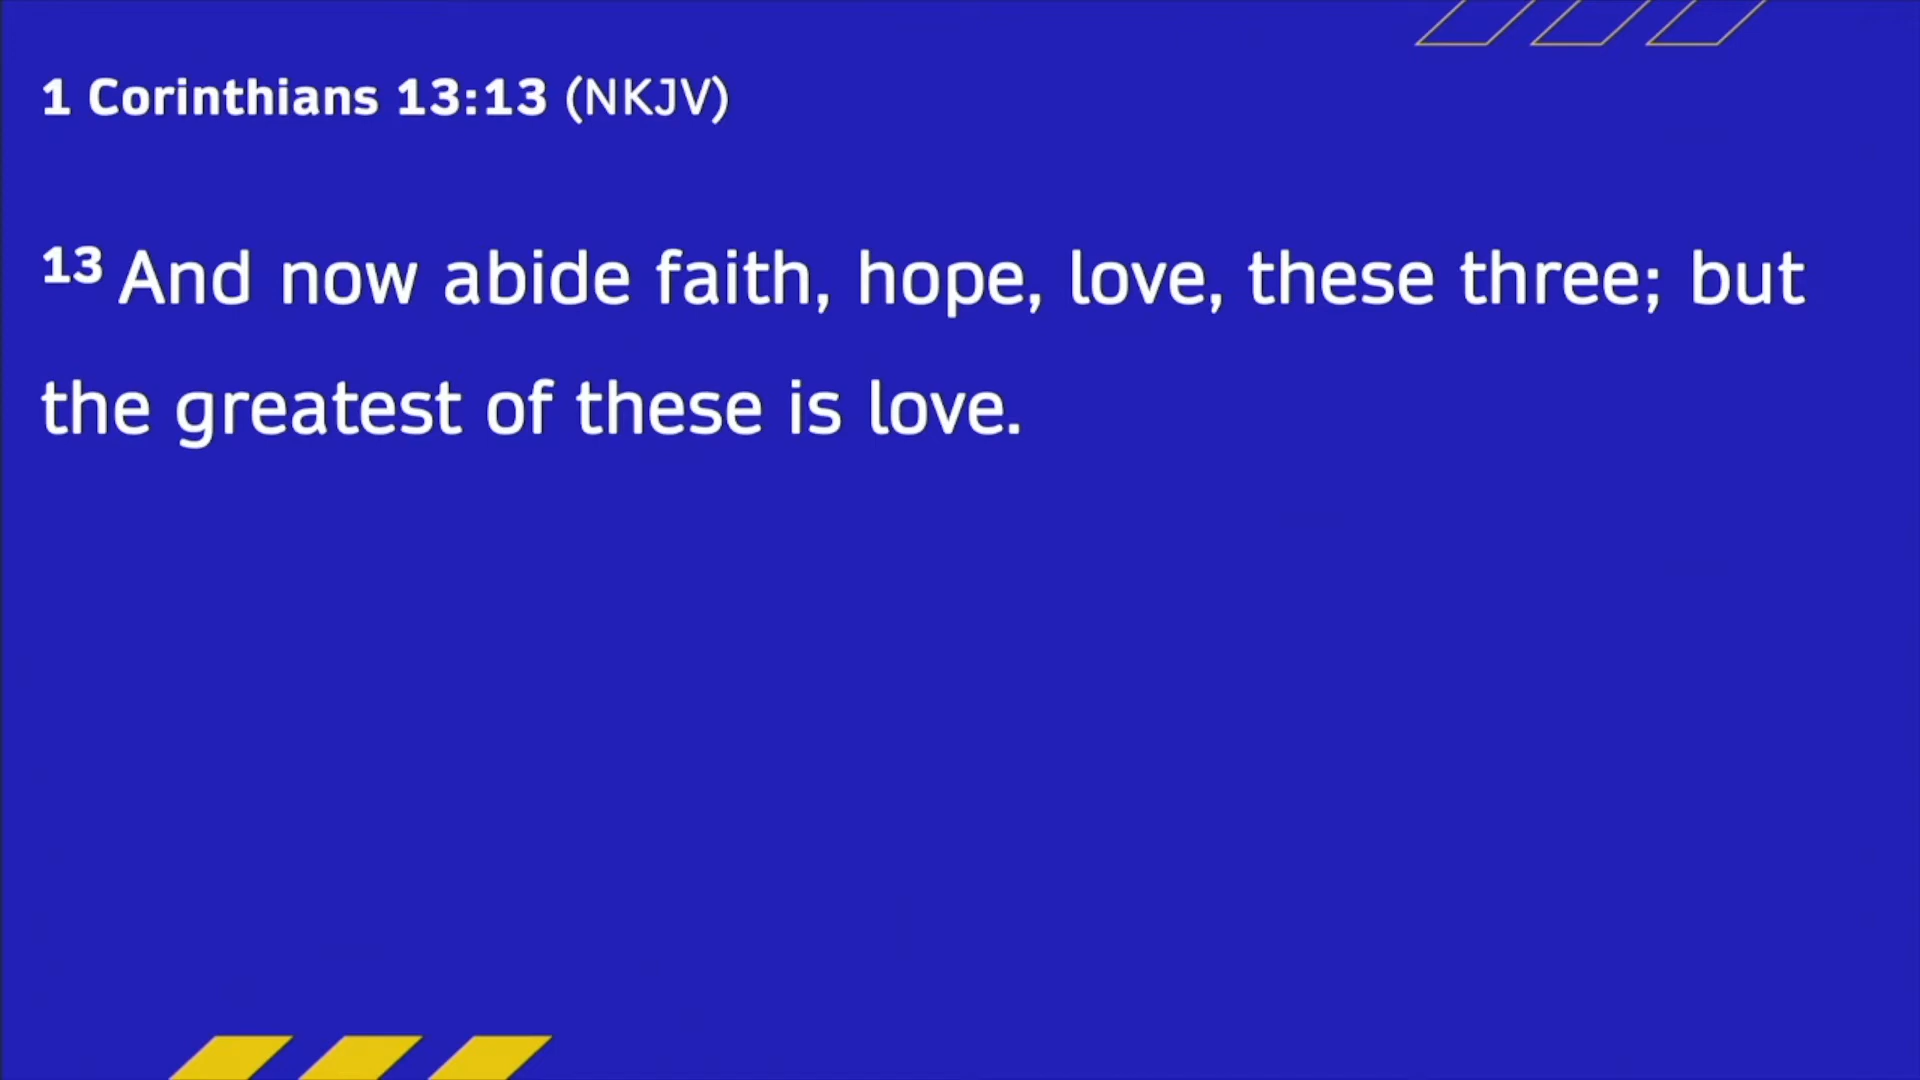 1 Corinthians 13:13 (NKJV)
13 And now abide faith, hope, love, these three; but
the greatest of these is love.